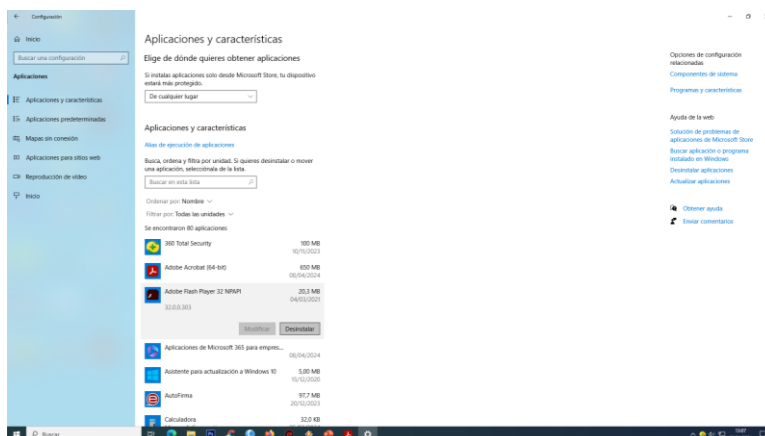 Configuración
Inicio
Buscar una configuración
Aplicaciones
Aplicaciones y características
Aplicaciones predeterminadas
Mapas sin conexión
Aplicaciones para sitios web
Reproducción de vídeo
Inicio
Aplicaciones y características
Elige de dónde quieres obtener aplicaciones
Si instalas aplicaciones solo desde Microsoft Store, tu dispositivo
estará más protegido.
De cualquier lugar
Aplicaciones y características
Alias de ejecución de aplicaciones
Busca, ordena y filtra por unidad. Si quieres desinstalar o mover
una aplicación, selecciónala de la lista.
Buscar en esta lista
Ordenar por: Nombre
Filtrar por: Todas las unidades
Se encontraron 80 aplicaciones
360 Total Security 100 MB
10/11/2023
Adobe Acrobat (64-bit) 650 MB
08/04/2024
Adobe Flash Player 32 NPAPI 20,3 MB
04/03/2021
32.0.0.303
Modificar Desinstalar
Aplicaciones de Microsoft 365 para empres...
08/04/2024
Asistente para actualización a Windows 10 5,00 MB
15/12/2020
AutoFirma 97,7 MB
20/12/2023
Calculadora 32,0 KB
Opciones de configuración
relacionadas
Componentes de sistema
Programas y características
Ayuda de la web
Solución de problemas de
aplicaciones de Microsoft Store
Buscar aplicación o programa
instalado en Windows
Desinstalar aplicaciones
Actualizar aplicaciones
Obtener ayuda
Enviar comentarios
Buscar